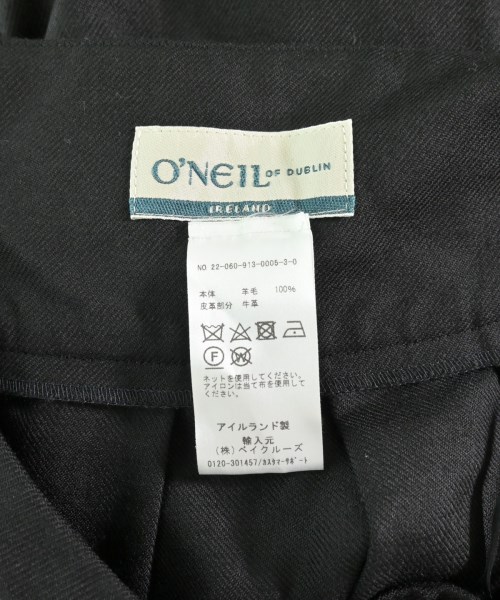 O'NEIL OF DUBLIN
IRELAND
NO 22-060-913-0005-3-0
本体 羊毛 100%
皮革部分 牛革
ネットを使用してください。
アイロンは当て布を使用してください。
アイルランド製
輸入元
(株) ベイクルーズ
0120-301457/カスタマーサポート